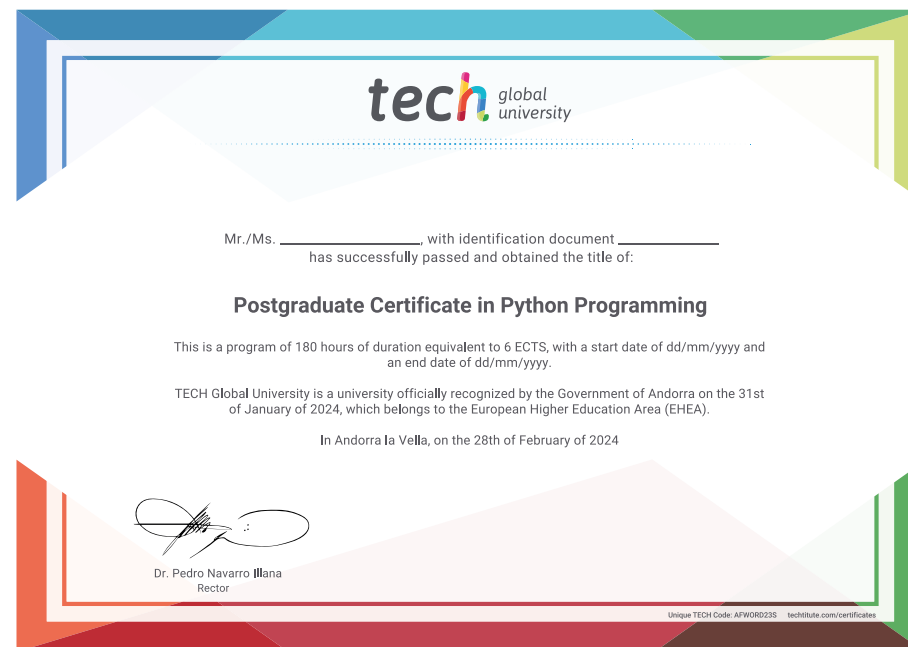 tech global
university
Mr./Ms. ____________________, with identification document ______________
has successfully passed and obtained the title of:
Postgraduate Certificate in Python Programming
This is a program of 180 hours of duration equivalent to 6 ECTS, with a start date of dd/mm/yyyy and
an end date of dd/mm/yyyy.
TECH Global University is a university officially recognized by the Government of Andorra on the 31st
of January of 2024, which belongs to the European Higher Education Area (EHEA).
In Andorra la Vella, on the 28th of February of 2024
Dr. Pedro Navarro Illana
Rector
Unique TECH Code: AFWORD23S techtitute.com/certificates